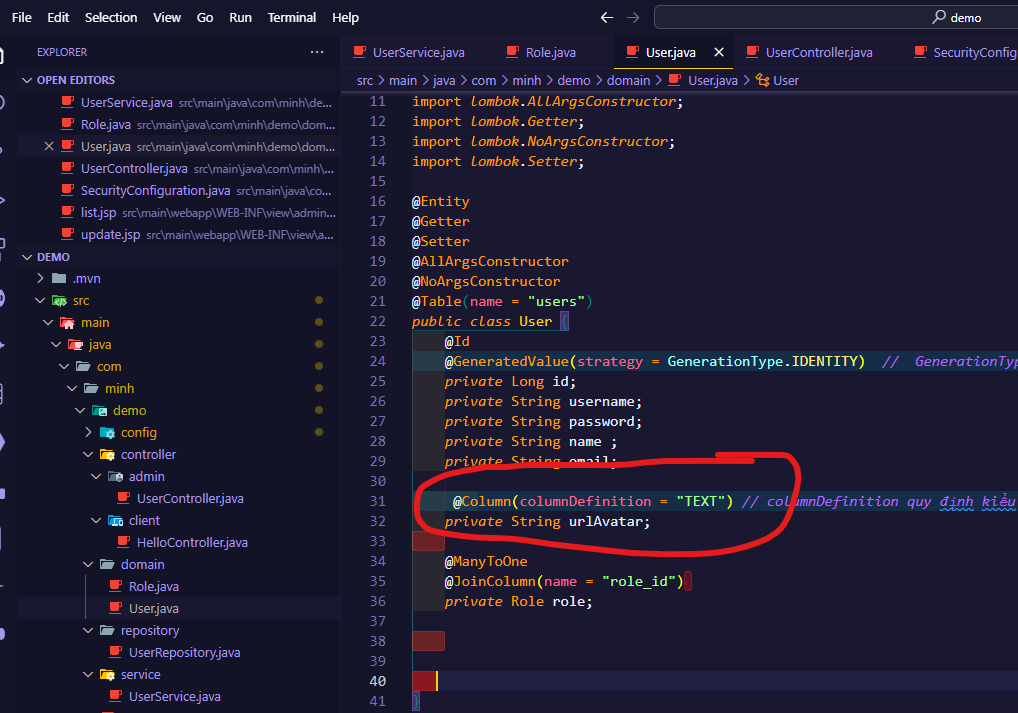 File Edit Selection View Go Run Terminal Help
demo
EXPLORER
UserService.java Role.java User.java UserController.java SecurityConfig
src > main > java > com > minh > demo > domain > User.java > User
OPEN EDITORS
UserService.java src\main\java\com\minh\de...
Role.java src\main\java\com\minh\demo\dom...
User.java src\main\java\com\minh\demo\dom...
UserController.java src\main\java\com\minh\...
SecurityConfiguration.java src\main\java\co...
list.jsp src\main\webapp\WEB-INF\view\admin...
update.jsp src\main\webapp\WEB-INF\view\a...
DEMO
.mvn
src
main
java
com
minh
demo
config
controller
admin
UserController.java
client
HelloController.java
domain
Role.java
User.java
repository
UserRepository.java
service
UserService.java
11 import lombok.AllArgsConstructor;
12 import lombok.Getter;
13 import lombok.NoArgsConstructor;
14 import lombok.Setter;
15
16 @Entity
17 @Getter
18 @Setter
19 @AllArgsConstructor
20 @NoArgsConstructor
21 @Table(name = "users")
22 public class User {
23 @Id
24 @GeneratedValue(strategy = GenerationType.IDENTITY) // GenerationTyp
25 private Long id;
26 private String username;
27 private String password;
28 private String name ;
29 private String email;
30
31 @Column(columnDefinition = "TEXT") // columnDefinition quy định kiểu
32 private String urlAvatar;
33
34 @ManyToOne
35 @JoinColumn(name = "role_id")
36 private Role role;
37
38
39
40
41 }